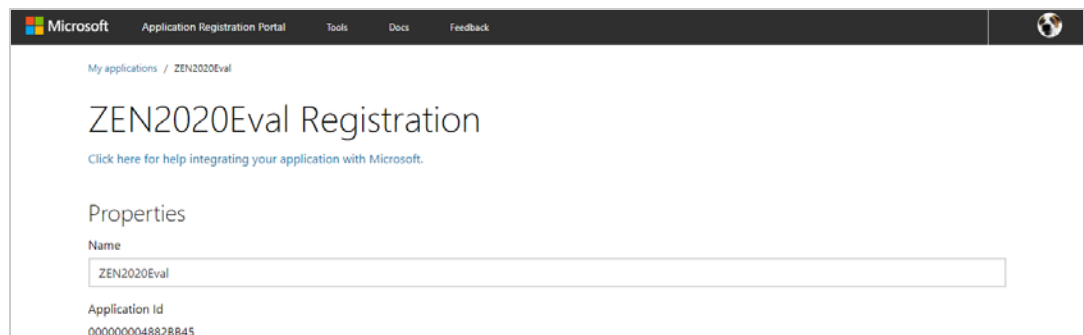 Microsoft Application Registration Portal Tools Docs Feedback
My applications / ZEN2020Eval
ZEN2020Eval Registration
Click here for help integrating your application with Microsoft.
Properties
Name
ZEN2020Eval
Application Id
000000004882BB45